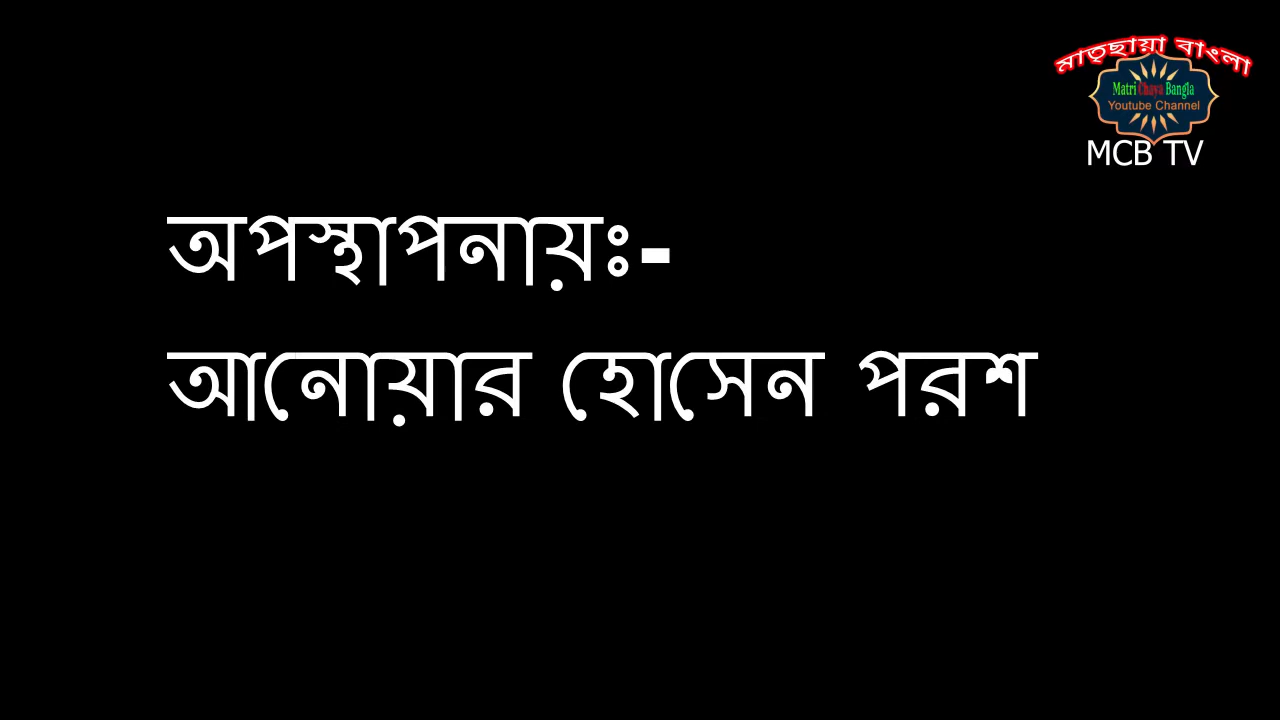 মাতৃছায়া বাংলা
Matri Chaya Bangla
Youtube Channel
MCB TV
অপস্থাপনায়ঃ-
আনোয়ার হোসেন পরশ